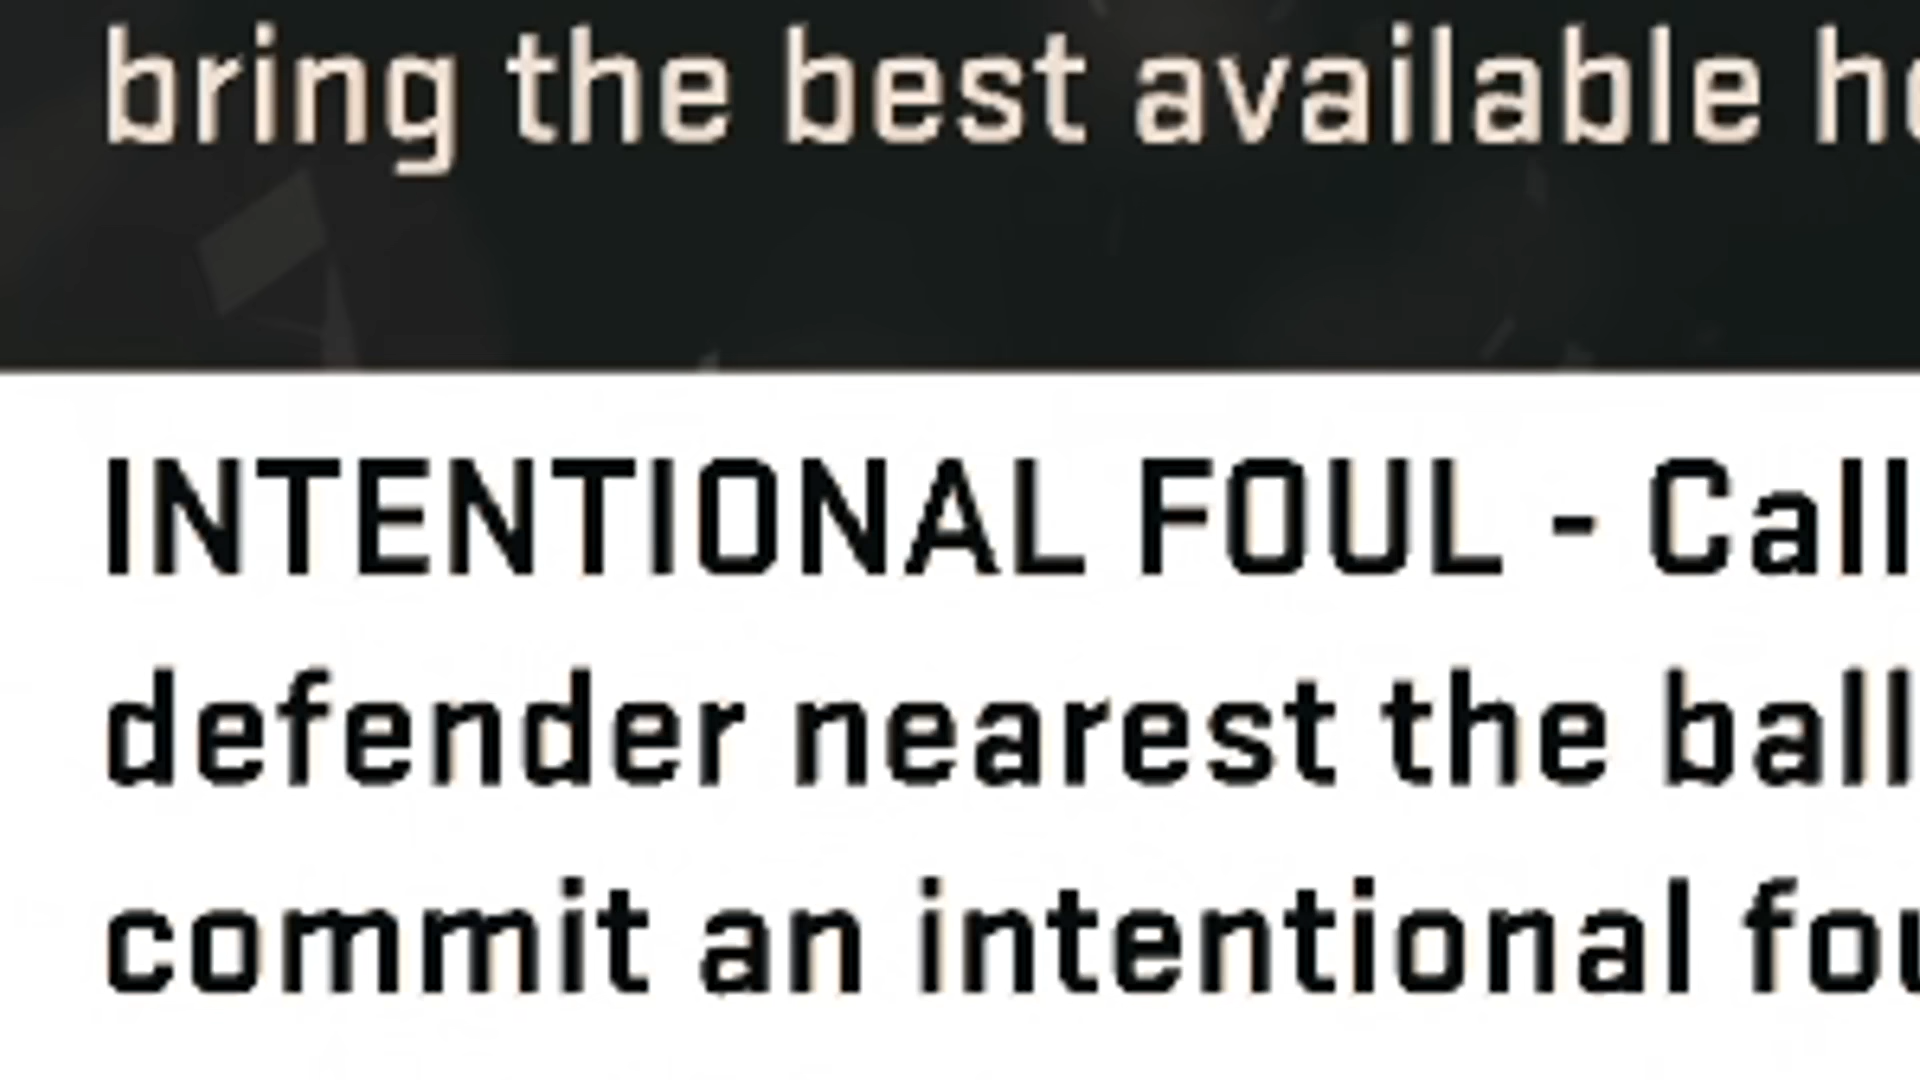 bring the best available
INTENTIONAL FOUL - Call
defender nearest the ball
commit an intentional